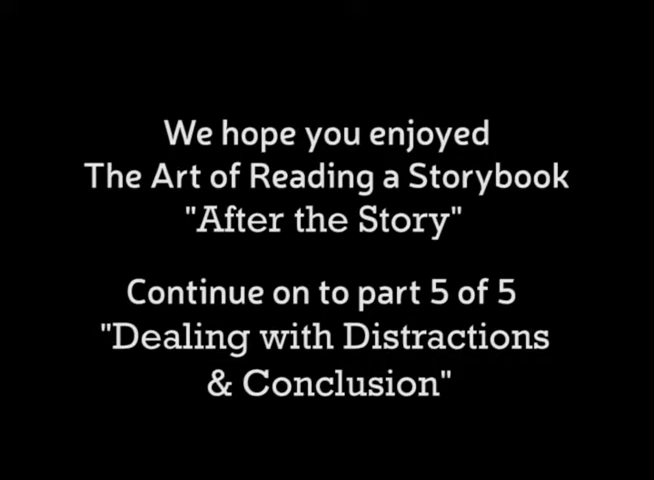 We hope you enjoyed
The Art of Reading a Storybook
"After the Story"
Continue on to part 5 of 5
"Dealing with Distractions
& Conclusion"